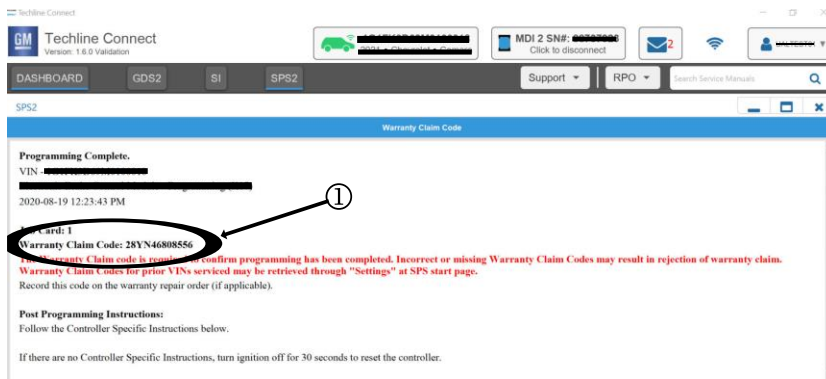 Techline Connect
GM
Techline Connect
Version: 1.6.0 Validation
MDI 2 SN#:
Click to disconnect
2
DASHBOARD GDS2 SI SPS2
Support RPO Search Service Manuals
SPS2
Warranty Claim Code
Programming Complete.
VIN -
2020-08-19 12:23:43 PM
①
Card: 1
Warranty Claim Code: 28YN46808556
The Warranty Claim code is required to confirm programming has been completed. Incorrect or missing Warranty Claim Codes may result in rejection of warranty claim.
Warranty Claim Codes for prior VINs serviced may be retrieved through "Settings" at SPS start page.
Record this code on the warranty repair order (if applicable).
Post Programming Instructions:
Follow the Controller Specific Instructions below.
If there are no Controller Specific Instructions, turn ignition off for 30 seconds to reset the controller.